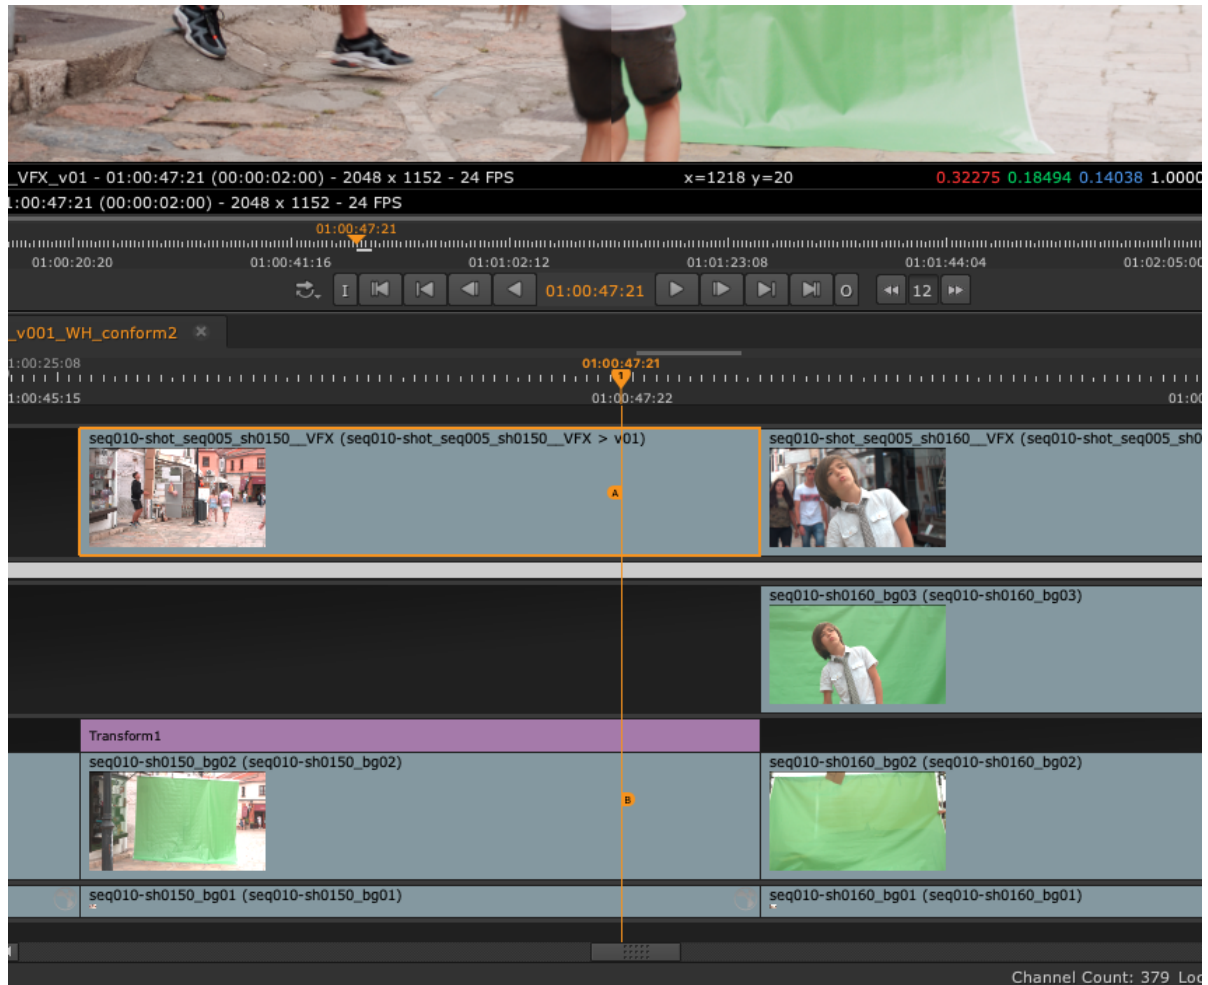 _VFX_v01 - 01:00:47:21 (00:00:02:00) - 2048 x 1152 - 24 FPS x=1218 y=20 0.32275 0.18494 0.14038 1.0000
1:00:47:21 (00:00:02:00) - 2048 x 1152 - 24 FPS
01:00:47:21
01:00:20:20 01:00:41:16 01:01:02:12 01:01:23:08 01:01:44:04 01:02:05:00
I 01:00:47:21 O 12
_v001_WH_conform2
1:00:25:08 01:00:47:21
1
1:00:45:15 01:00:47:22 01:00
seq010-shot_seq005_sh0150__VFX (seq010-shot_seq005_sh0150__VFX > v01) seq010-shot_seq005_sh0160__VFX (seq010-shot_seq005_sh0
A
seq010-sh0160_bg03 (seq010-sh0160_bg03)
Transform1
seq010-sh0150_bg02 (seq010-sh0150_bg02) seq010-sh0160_bg02 (seq010-sh0160_bg02)
B
seq010-sh0150_bg01 (seq010-sh0150_bg01) seq010-sh0160_bg01 (seq010-sh0160_bg01)
Channel Count: 379 Loc